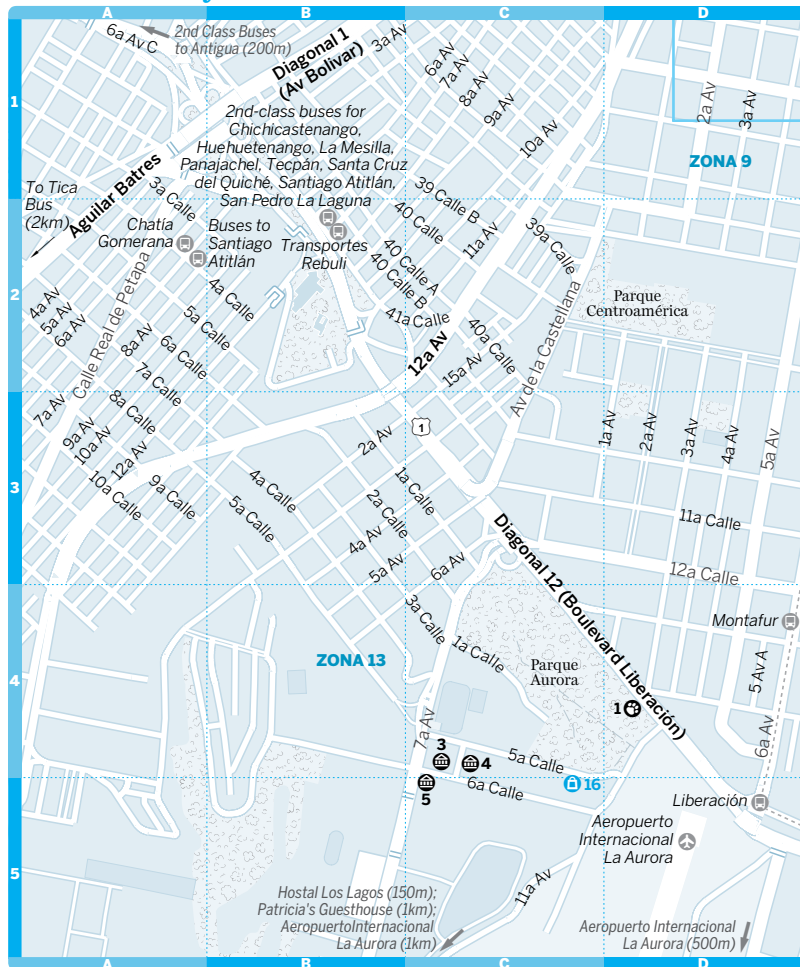 A
B
C
D
6a Av C
2nd Class Buses
to Antigua (200m)
Diagonal 1
(Av Bolívar)
3a Av
6a Av
7a Av
8a Av
9a Av
10a Av
2a Av
3a Av
1
ZONA 9
2nd-class buses for
Chichicastenango,
Huehuetenango, La Mesilla,
Panajachel, Tecpán, Santa Cruz
del Quiché, Santiago Atitlán,
San Pedro La Laguna
To Tica
Bus
(2km)
Aguilar Batres
3a Calle
Chatía
Gomerana
Buses to
Santiago
Atitlán
Transportes
Rebuli
39 Calle B
40 Calle
11a Av
39a Calle
40 Calle A
40 Calle B
41a Calle
40a Calle
12a Av
15a Av
Av de la Castellana
Parque
Centroamérica
2
4a Av
5a Av
6a Av
Calle Real de Petapa
4a Calle
5a Calle
8a Av
6a Calle
7a Calle
8a Calle
7a Av
9a Av
10a Av
12a Av
10a Calle
9a Calle
3
4a Calle
5a Calle
2a Av
1
1a Calle
2a Calle
4a Av
5a Av
6a Av
1a Av
2a Av
3a Av
4a Av
5a Av
11a Calle
12a Calle
Diagonal 12 (Boulevard Liberación)
3a Calle
1a Calle
Montafur
ZONA 13
Parque
Aurora
4
5 Av A
6a Av
1
7a Av
3
4
5
5a Calle
6a Calle
16
Liberación
Aeropuerto
Internacional
La Aurora
5
11a Av
Hostal Los Lagos (150m);
Patricia's Guesthouse (1km);
AeropuertoInternacional
La Aurora (1km)
Aeropuerto Internacional
La Aurora (500m)
A
B
C
D